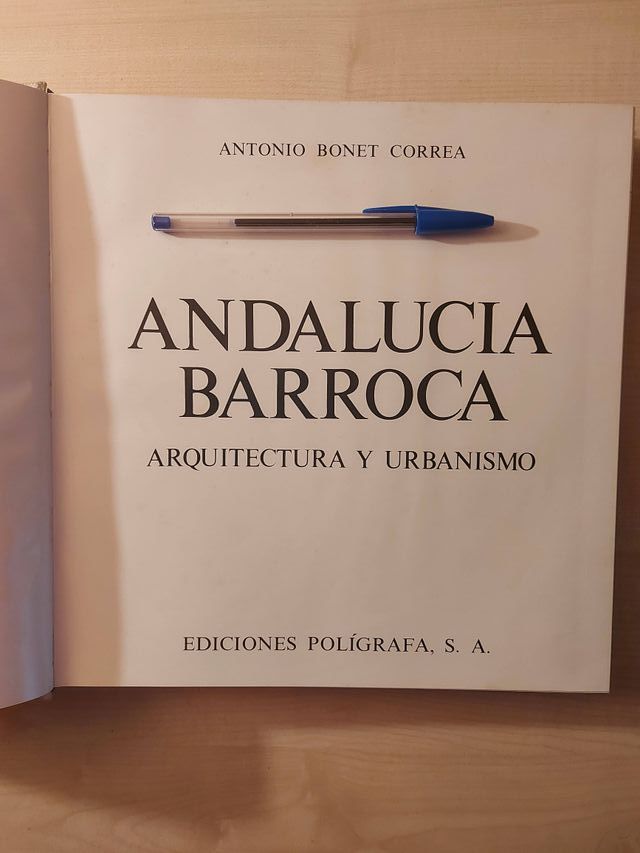 ANTONIO BONET CORREA
ANDALUCIA
BARROCA
ARQUITECTURA Y URBANISMO
EDICIONES POLÍGRAFA, S. A.